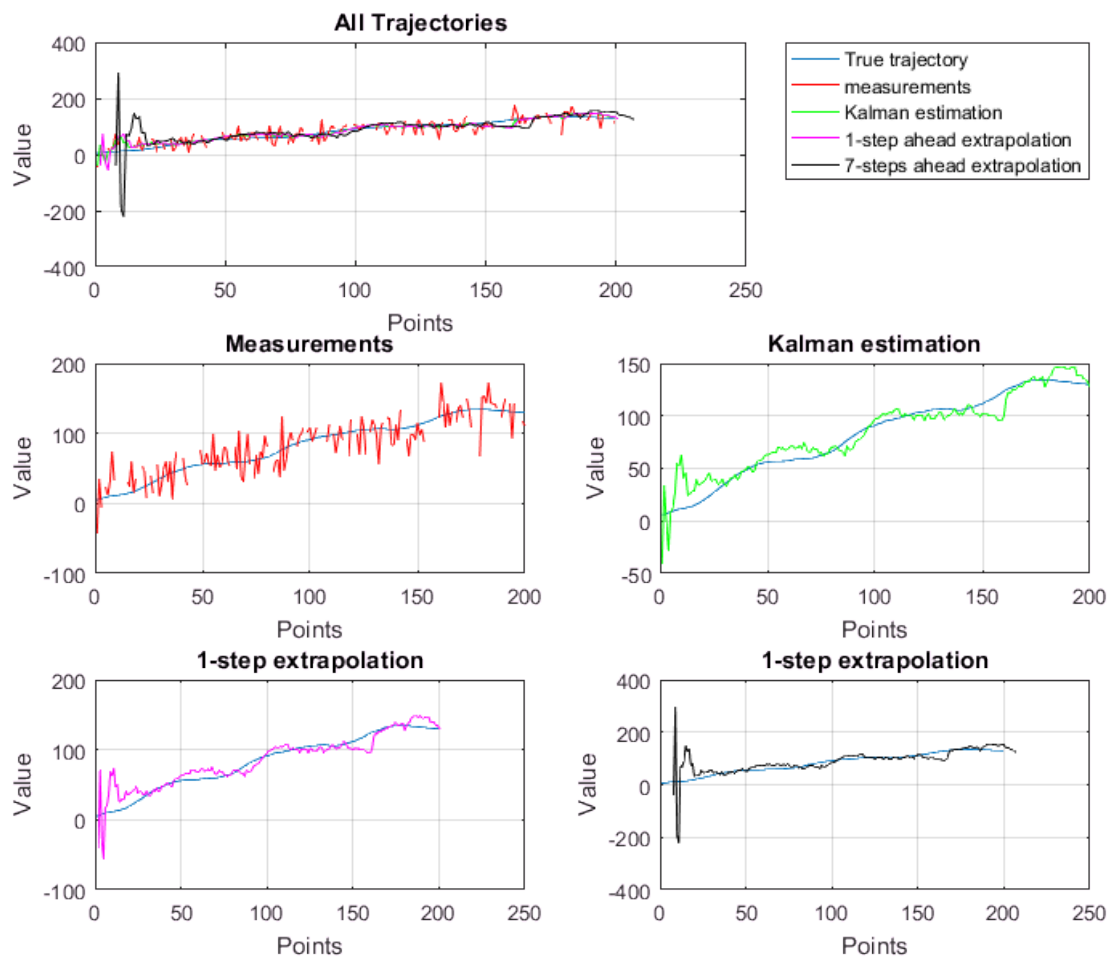 All Trajectories
400
200
0
-200
-400
Value
0 50 100 150 200 250
Points
True trajectory
measurements
Kalman estimation
1-step ahead extrapolation
7-steps ahead extrapolation
Measurements
200
100
0
-100
Value
0 50 100 150 200
Points
Kalman estimation
150
100
50
0
-50
Value
0 50 100 150 200
Points
1-step extrapolation
200
100
0
-100
Value
0 50 100 150 200 250
Points
1-step extrapolation
400
200
0
-200
-400
Value
0 50 100 150 200 250
Points